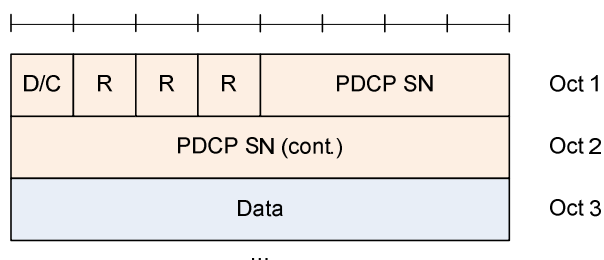 D/C R R R PDCP SN Oct 1
PDCP SN (cont.) Oct 2
Data Oct 3
...